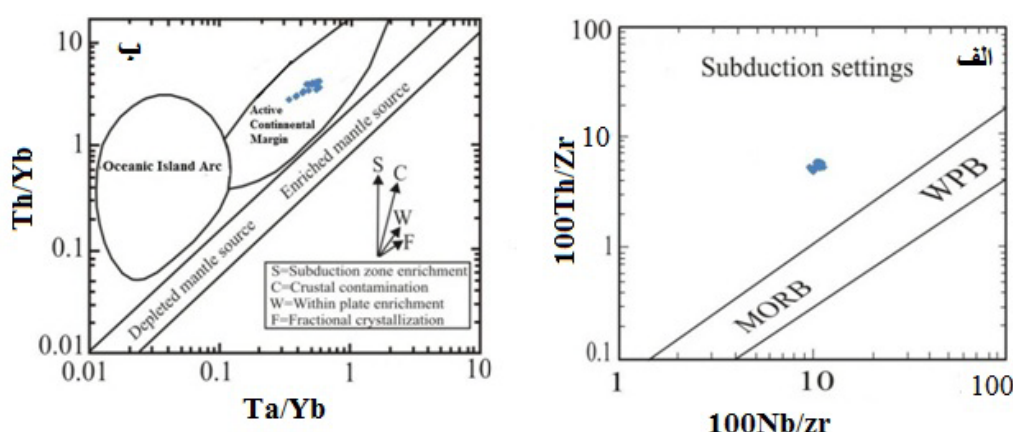 ب
10
1
0.1
0.01
Th/Yb
Oceanic Island Arc
Active
Continnental
Margin
Enriched mantle source
Depleted mantle source
S
C
W
F
S=Subduction zone enrichment
C=Crustal contamination
W=Within plate enrichment
F=Fractional crystallization
0.01
0.1
1
10
Ta/Yb
الف
100
10
1
0.1
100Th/Zr
Subduction settings
WPB
MORB
1
10
100
100Nb/zr